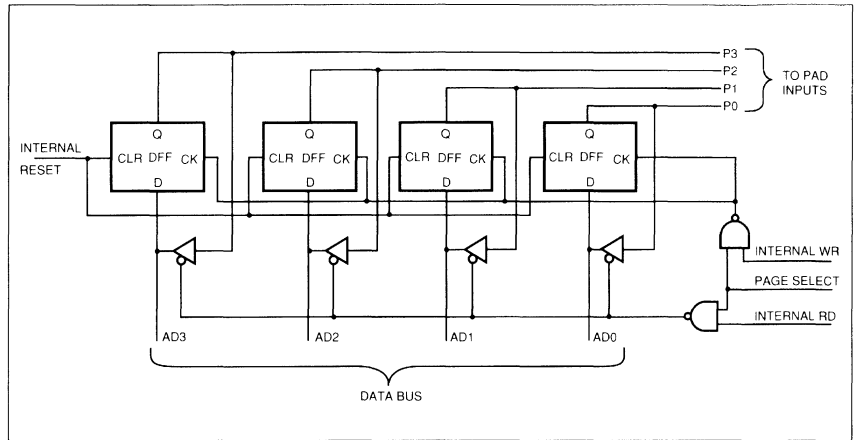 P3
P2
P1
P0
TO PAD
INPUTS
INTERNAL
RESET
Q
CLR DFF CK
D
Q
CLR DFF CK
D
Q
CLR DFF CK
D
Q
CLR DFF CK
D
INTERNAL WR
PAGE SELECT
INTERNAL RD
AD3
AD2
AD1
AD0
DATA BUS